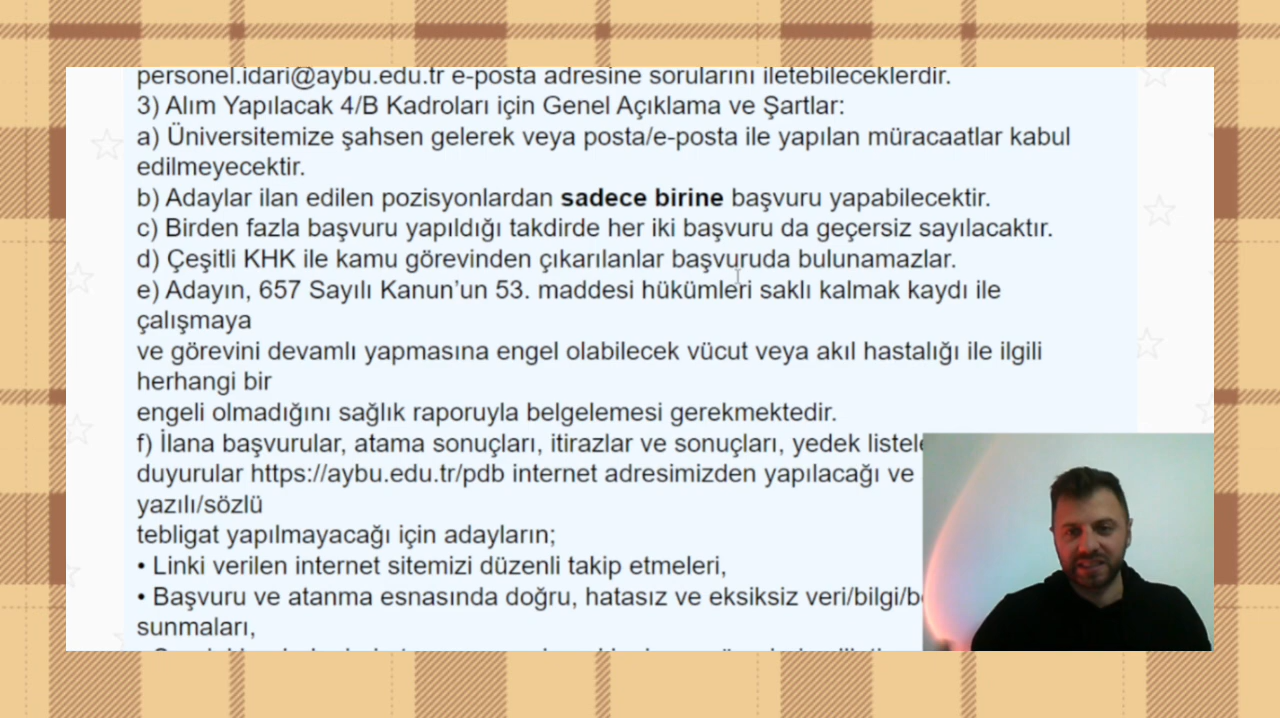 personel.idari@aybu.edu.tr e-posta adresine sorularını iletebileceklerdir.
3) Alım Yapılacak 4/B Kadroları için Genel Açıklama ve Şartlar:
a) Üniversitemize şahsen gelerek veya posta/e-posta ile yapılan müracaatlar kabul
edilmeyecektir.
b) Adaylar ilan edilen pozisyonlardan sadece birine başvuru yapabilecektir.
c) Birden fazla başvuru yapıldığı takdirde her iki başvuru da geçersiz sayılacaktır.
d) Çeşitli KHK ile kamu görevinden çıkarılanlar başvuruda bulunamazlar.
e) Adayın, 657 Sayılı Kanun’un 53. maddesi hükümleri saklı kalmak kaydı ile
çalışmaya
ve görevini devamlı yapmasına engel olabilecek vücut veya akıl hastalığı ile ilgili
herhangi bir
engeli olmadığını sağlık raporuyla belgelemesi gerekmektedir.
f) İlana başvurular, atama sonuçları, itirazlar ve sonuçları, yedek
duyurular https://aybu.edu.tr/pdb internet adresimizden yapılacağı ve
yazılı/sözlü
tebligat yapılmayacağı için adayların;
• Linki verilen internet sitemizi düzenli takip etmeleri,
• Başvuru ve atanma esnasında doğru, hatasız ve eksiksiz veri/bilgi/
sunmaları,